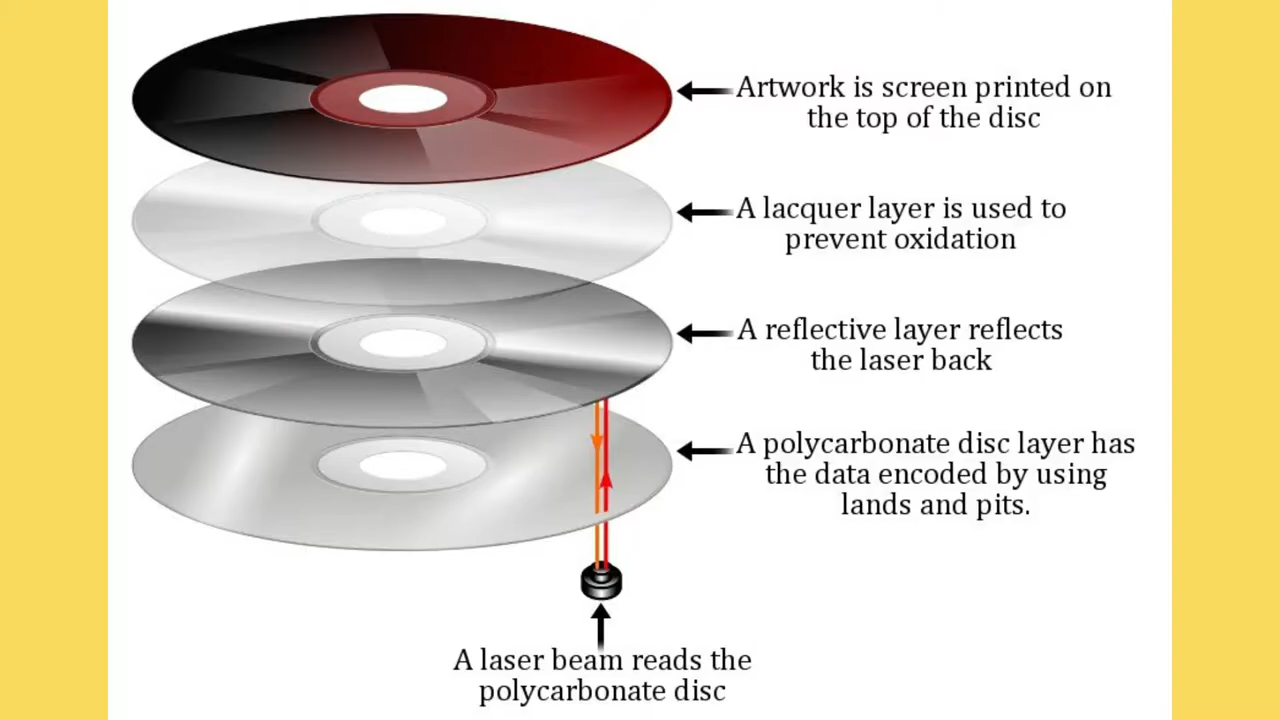 Artwork is screen printed on
the top of the disc
A lacquer layer is used to
prevent oxidation
A reflective layer reflects
the laser back
A polycarbonate disc layer has
the data encoded by using
lands and pits.
A laser beam reads the
polycarbonate disc